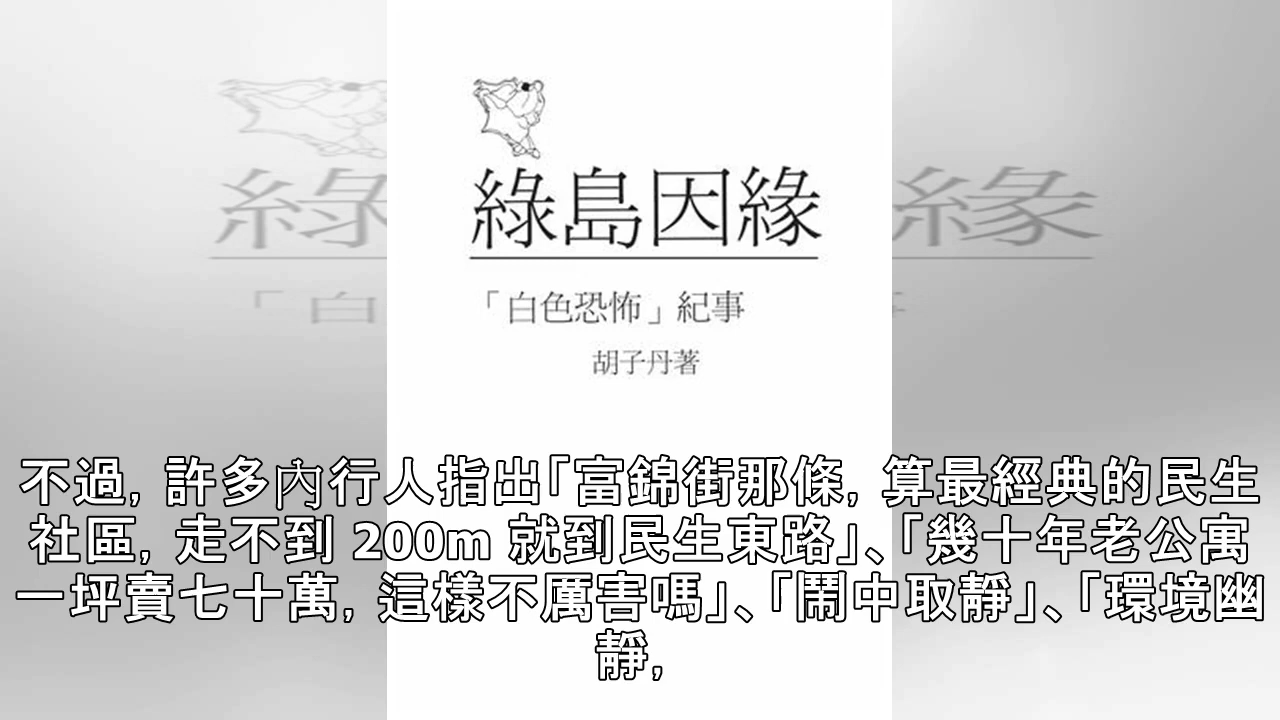 綠島因緣
「白色恐怖」紀事
胡子丹著
不過, 許多內行人指出「富錦街那條, 算最經典的民生
社區, 走不到 200m 就到民生東路」、「幾十年老公寓
一坪賣七十萬, 這樣不厲害嗎」、「鬧中取靜」、「環境幽
靜,